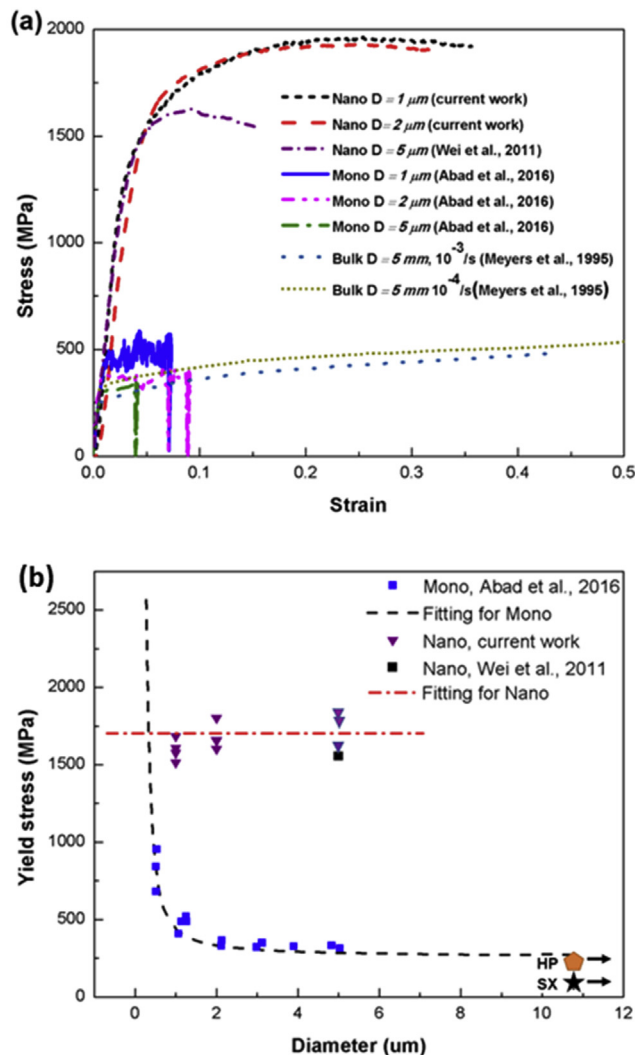 (a)
2000
1500
1000
500
0
Stress (MPa)
Nano D = 1 μm (current work)
Nano D = 2 μm (current work)
Nano D = 5 μm (Wei et al., 2011)
Mono D = 1 μm (Abad et al., 2016)
Mono D = 2 μm (Abad et al., 2016)
Mono D = 5 μm (Abad et al., 2016)
Bulk D = 5 mm, 10⁻³/s (Meyers et al., 1995)
Bulk D = 5 mm 10⁻⁴/s(Meyers et al., 1995)
0.0 0.1 0.2 0.3 0.4 0.5
Strain
(b)
2500
2250
1750
1500
1000
750
500
250
0
Yield stress (MPa)
Mono, Abad et al., 2016
Fitting for Mono
Nano, current work
Nano, Wei et al., 2011
Fitting for Nano
HP
SX
0 2 4 6 8 10 12
Diameter (um)